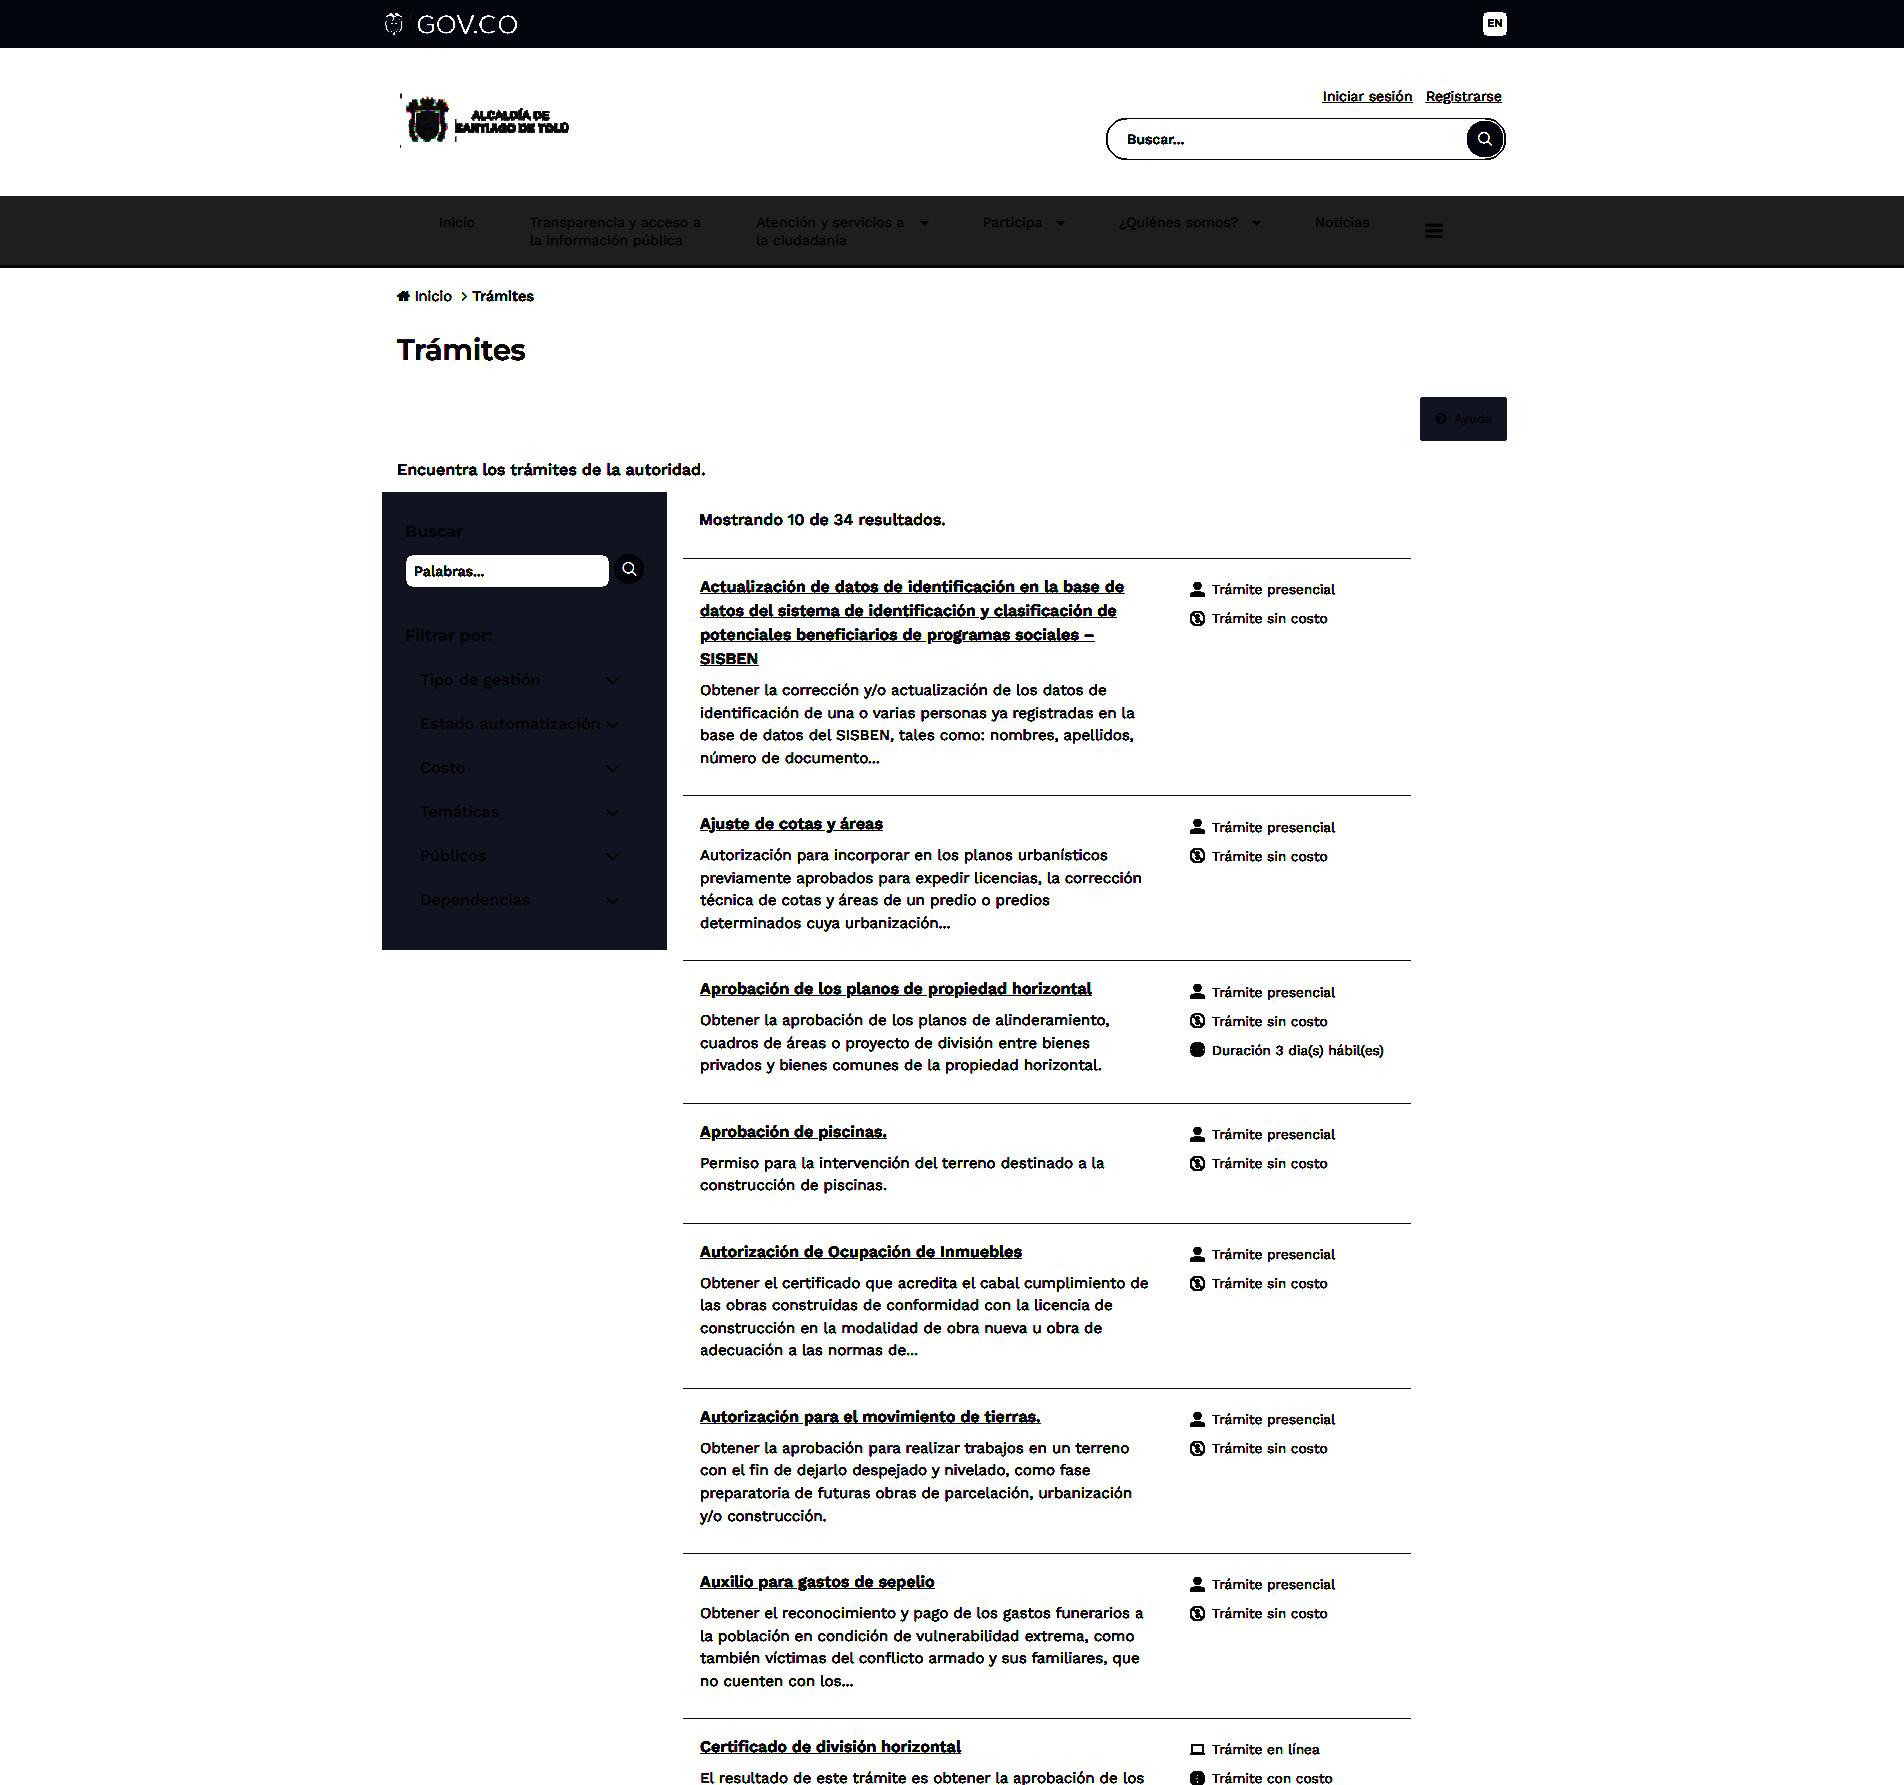 GOV.CO
EN
ALCALDÍA DE
SANTIAGO DE TOLÚ
Iniciar sesión Registrarse
Buscar...
Inicio
Transparencia y acceso a
la información pública
Atención y servicios a
la ciudadanía
Participa
¿Quiénes somos?
Noticias
Inicio > Trámites
Trámites
Ayuda
Encuentra los trámites de la autoridad.
Buscar
Palabras...
Filtrar por:
Tipo de gestión
Estado automatización
Costo
Temáticas
Públicos
Dependencias
Mostrando 10 de 34 resultados.
Actualización de datos de identificación en la base de
datos del sistema de identificación y clasificación de
potenciales beneficiarios de programas sociales –
SISBEN
Obtener la corrección y/o actualización de los datos de
identificación de una o varias personas ya registradas en la
base de datos del SISBEN, tales como: nombres, apellidos,
número de documento...
Trámite presencial
Trámite sin costo
Ajuste de cotas y áreas
Autorización para incorporar en los planos urbanísticos
previamente aprobados para expedir licencias, la corrección
técnica de cotas y áreas de un predio o predios
determinados cuya urbanización...
Trámite presencial
Trámite sin costo
Aprobación de los planos de propiedad horizontal
Obtener la aprobación de los planos de alinderamiento,
cuadros de áreas o proyecto de división entre bienes
privados y bienes comunes de la propiedad horizontal.
Trámite presencial
Trámite sin costo
Duración 3 dia(s) hábil(es)
Aprobación de piscinas.
Permiso para la intervención del terreno destinado a la
construcción de piscinas.
Trámite presencial
Trámite sin costo
Autorización de Ocupación de Inmuebles
Obtener el certificado que acredita el cabal cumplimiento de
las obras construidas de conformidad con la licencia de
construcción en la modalidad de obra nueva u obra de
adecuación a las normas de...
Trámite presencial
Trámite sin costo
Autorización para el movimiento de tierras.
Obtener la aprobación para realizar trabajos en un terreno
con el fin de dejarlo despejado y nivelado, como fase
preparatoria de futuras obras de parcelación, urbanización
y/o construcción.
Trámite presencial
Trámite sin costo
Auxilio para gastos de sepelio
Obtener el reconocimiento y pago de los gastos funerarios a
la población en condición de vulnerabilidad extrema, como
también víctimas del conflicto armado y sus familiares, que
no cuenten con los...
Trámite presencial
Trámite sin costo
Certificado de división horizontal
El resultado de este trámite es obtener la aprobación de los
Trámite en línea
Trámite con costo